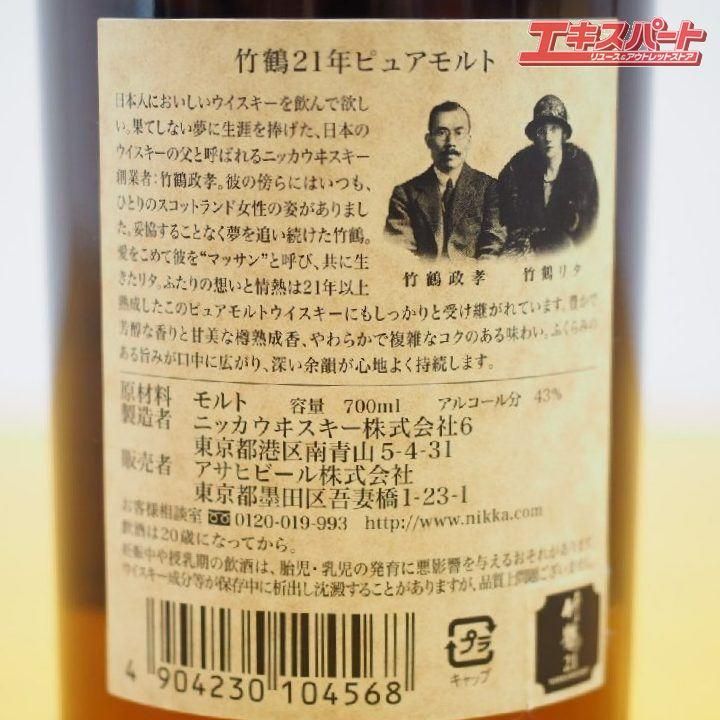 エキスパート
リユース&アウトレットストア
竹鶴21年ピュアモルト
日本人においしいウイスキーを飲んで欲し
い。果てしない夢に生涯を捧げた、日本の
ウイスキーの父と呼ばれるニッカウヰスキー
創業者:竹鶴政孝。彼の傍らにはいつも、
ひとりのスコットランド女性の姿がありまし
た。妥協することなく夢を追い続けた竹鶴。
愛をこめて彼を“マッサン”と呼び、共に生
きたリタ。ふたりの想いと情熱は21年以上
熟成したこのピュアモルトウイスキーにもしっかりと受け継がれています。豊かで
芳醇な香りと甘美な樽熟成香、やわらかで複雑なコクのある味わい。ふくらみの
ある旨みが口中に広がり、深い余韻が心地よく持続します。
竹鶴政孝 竹鶴リタ
原材料 モルト 容量 700ml アルコール分 43%
製造者 ニッカウヰスキー株式会社6
東京都港区南青山5-4-31
販売者 アサヒビール株式会社
東京都墨田区吾妻橋1-23-1
お客様相談室 0120-019-993 http://www.nikka.com
飲酒は20歳になってから。
妊娠中や授乳期の飲酒は、胎児・乳児の発育に悪影響を与えるおそれがあります。
ウイスキー成分等が保存中に析出し沈澱することがありますが、品質上問題ございません。
4 904230 104568
プラ
キャップ
竹鶴
21